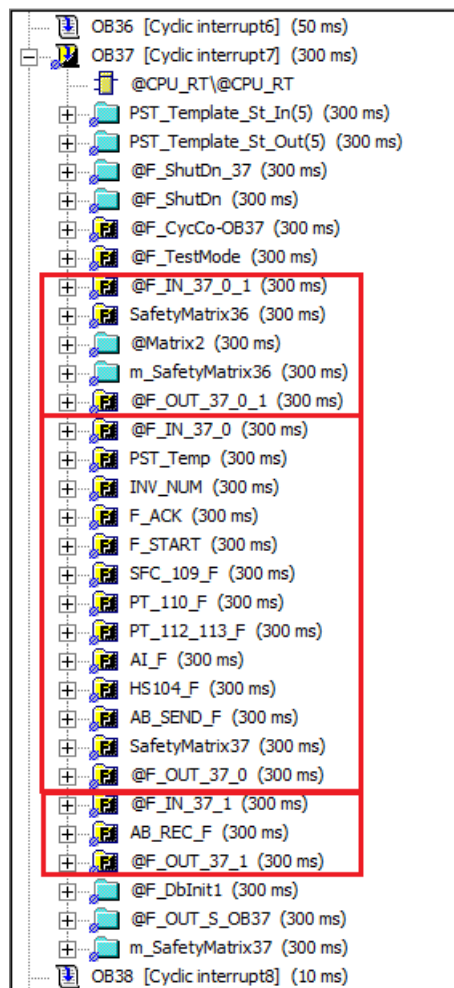 OB36 [Cyclic interrupt6] (50 ms)
OB37 [Cyclic interrupt7] (300 ms)
@CPU_RT\@CPU_RT
PST_Template_St_In(5) (300 ms)
PST_Template_St_Out(5) (300 ms)
@F_ShutDn_37 (300 ms)
@F_ShutDn (300 ms)
@F_CycCo-OB37 (300 ms)
@F_TestMode (300 ms)
@F_IN_37_0_1 (300 ms)
SafetyMatrix36 (300 ms)
@Matrix2 (300 ms)
m_SafetyMatrix36 (300 ms)
@F_OUT_37_0_1 (300 ms)
@F_IN_37_0 (300 ms)
PST_Temp (300 ms)
INV_NUM (300 ms)
F_ACK (300 ms)
F_START (300 ms)
SFC_109_F (300 ms)
PT_110_F (300 ms)
PT_112_113_F (300 ms)
AI_F (300 ms)
HS104_F (300 ms)
AB_SEND_F (300 ms)
SafetyMatrix37 (300 ms)
@F_OUT_37_0 (300 ms)
@F_IN_37_1 (300 ms)
AB_REC_F (300 ms)
@F_OUT_37_1 (300 ms)
@F_DbInit1 (300 ms)
@F_OUT_S_OB37 (300 ms)
m_SafetyMatrix37 (300 ms)
OB38 [Cyclic interrupt8] (10 ms)